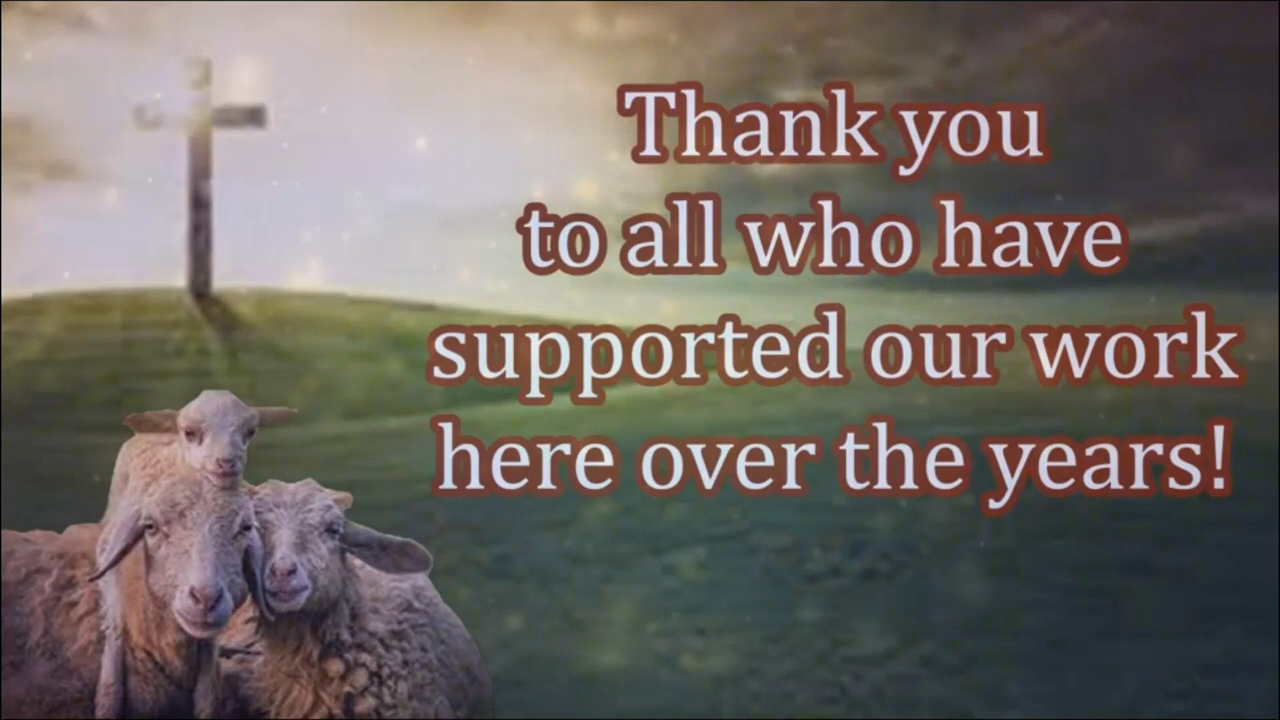 Thank you
to all who have
supported our work
here over the years!